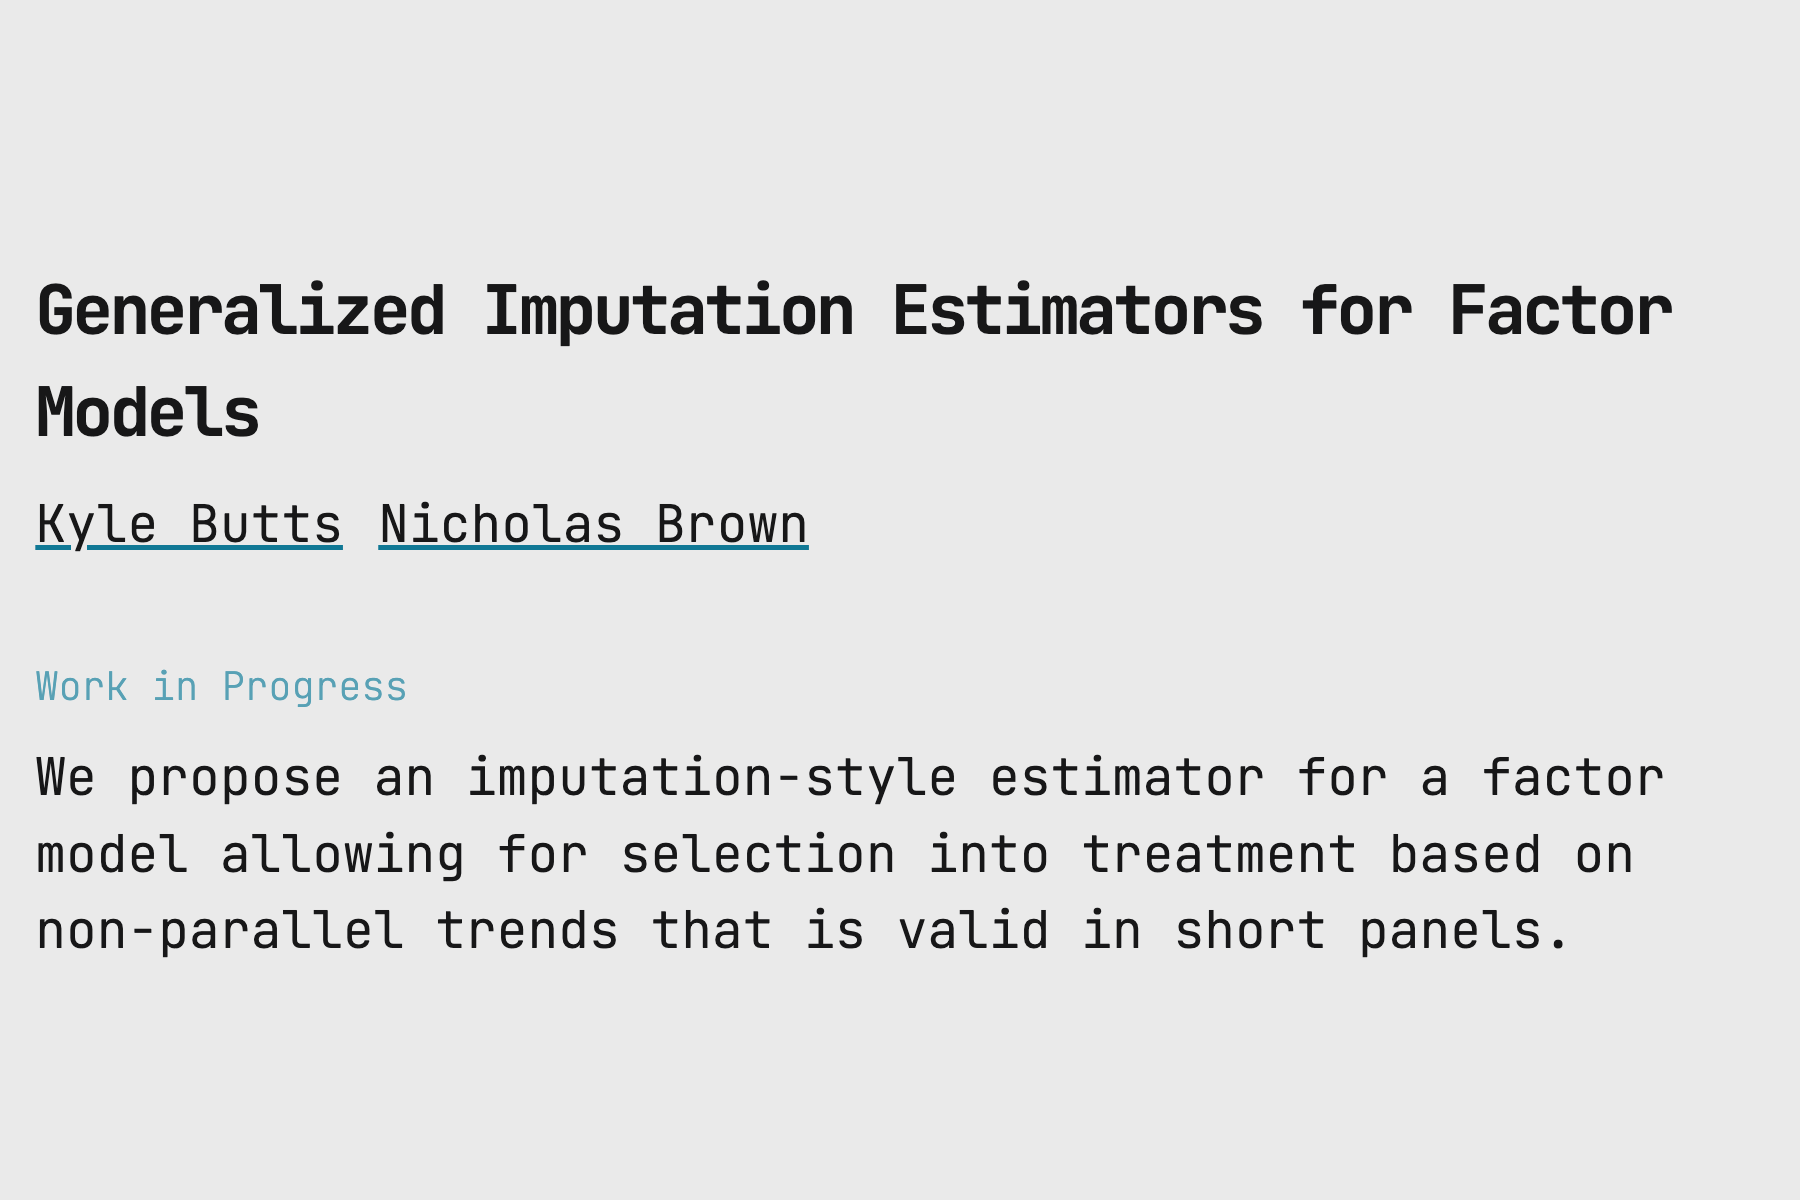 Generalized Imputation Estimators for Factor
Models
Kyle Butts Nicholas Brown
Work in Progress
We propose an imputation-style estimator for a factor
model allowing for selection into treatment based on
non-parallel trends that is valid in short panels.